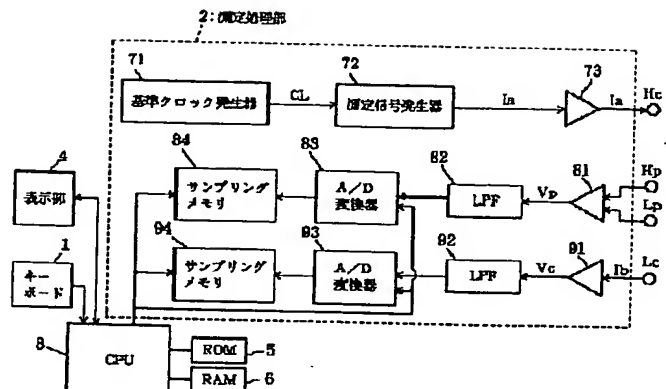 2:測定処理部
71
72
73
基準クロック発生器
CL
測定信号発生器
Ia
Ia
Hc
84
83
82
81
Hp
4
表示部
サンプリング
メモリ
A/D
変換器
LPF
Vp
Lp
94
93
92
91
Lc
1
キー
ボード
サンプリング
メモリ
A/D
変換器
LPF
Vc
Ib
8
CPU
ROM
5
RAM
6